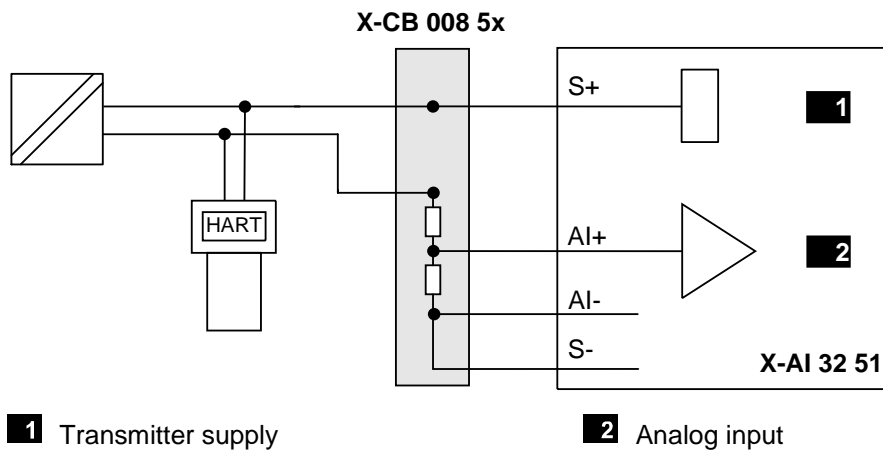 X-CB 008 5x
S+
1
HART
AI+
2
AI-
S-
X-AI 32 51
1 Transmitter supply
2 Analog input